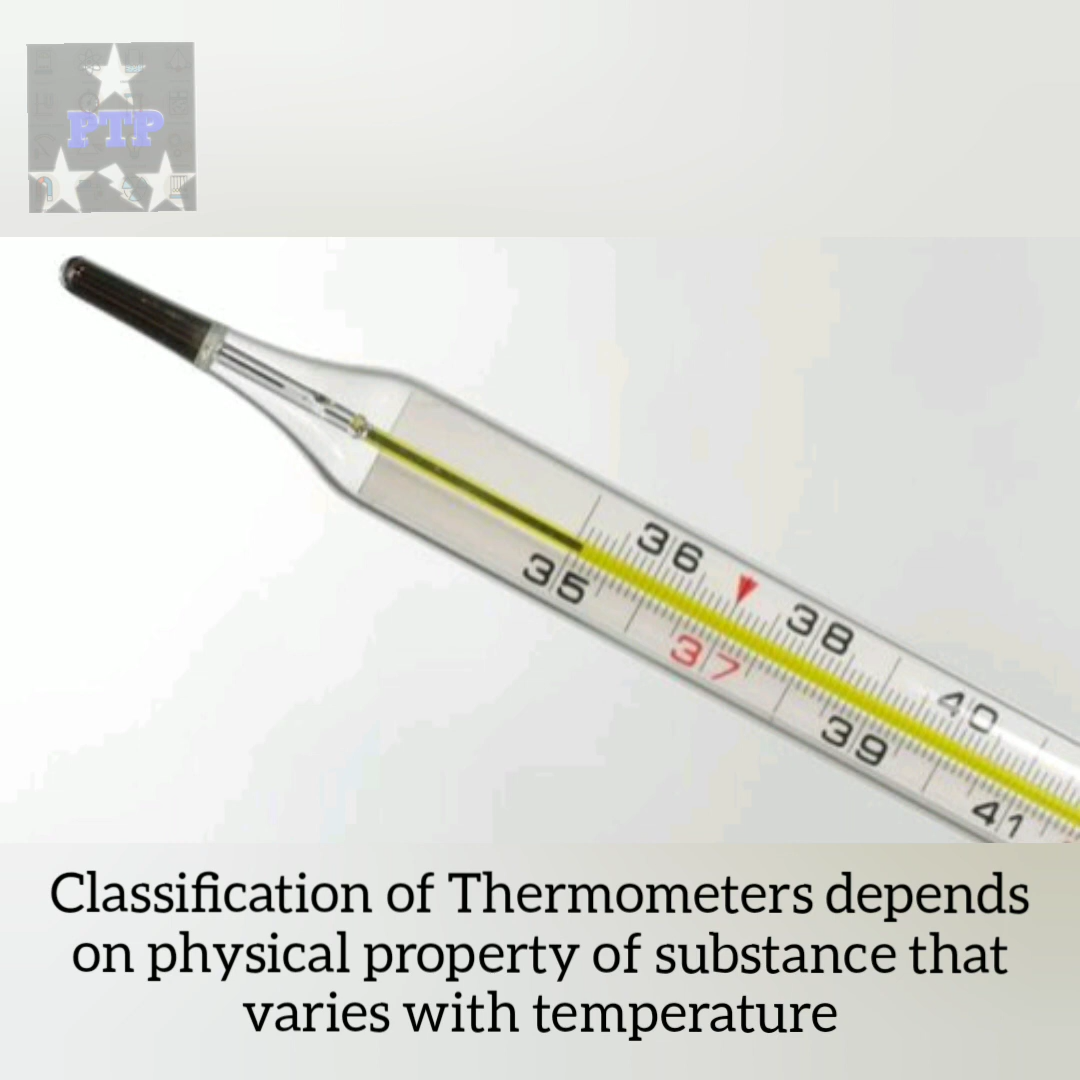 PTP
36
35
38
37
40
39
41
Classification of Thermometers depends
on physical property of substance that
varies with temperature